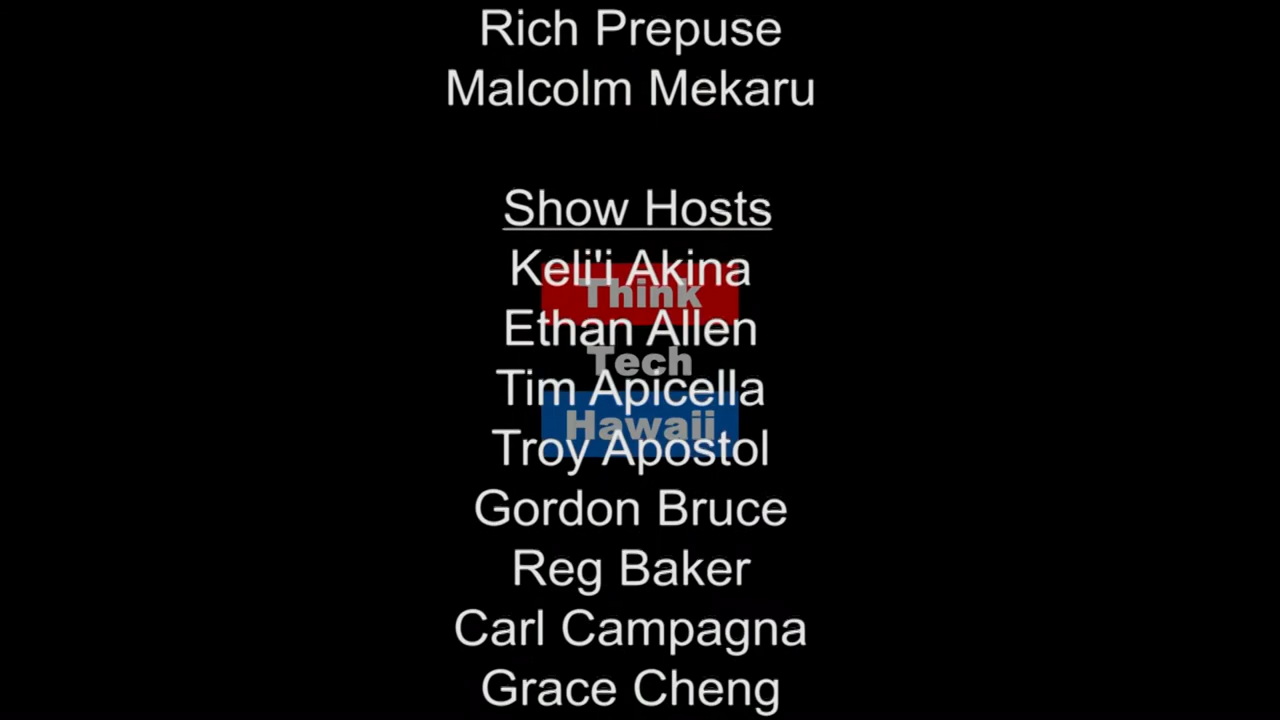 Rich Prepuse
Malcolm Mekaru
Show Hosts
Keli'i Akina
Think
Ethan Allen
Tech
Tim Apicella
Hawaii
Troy Apostol
Gordon Bruce
Reg Baker
Carl Campagna
Grace Cheng